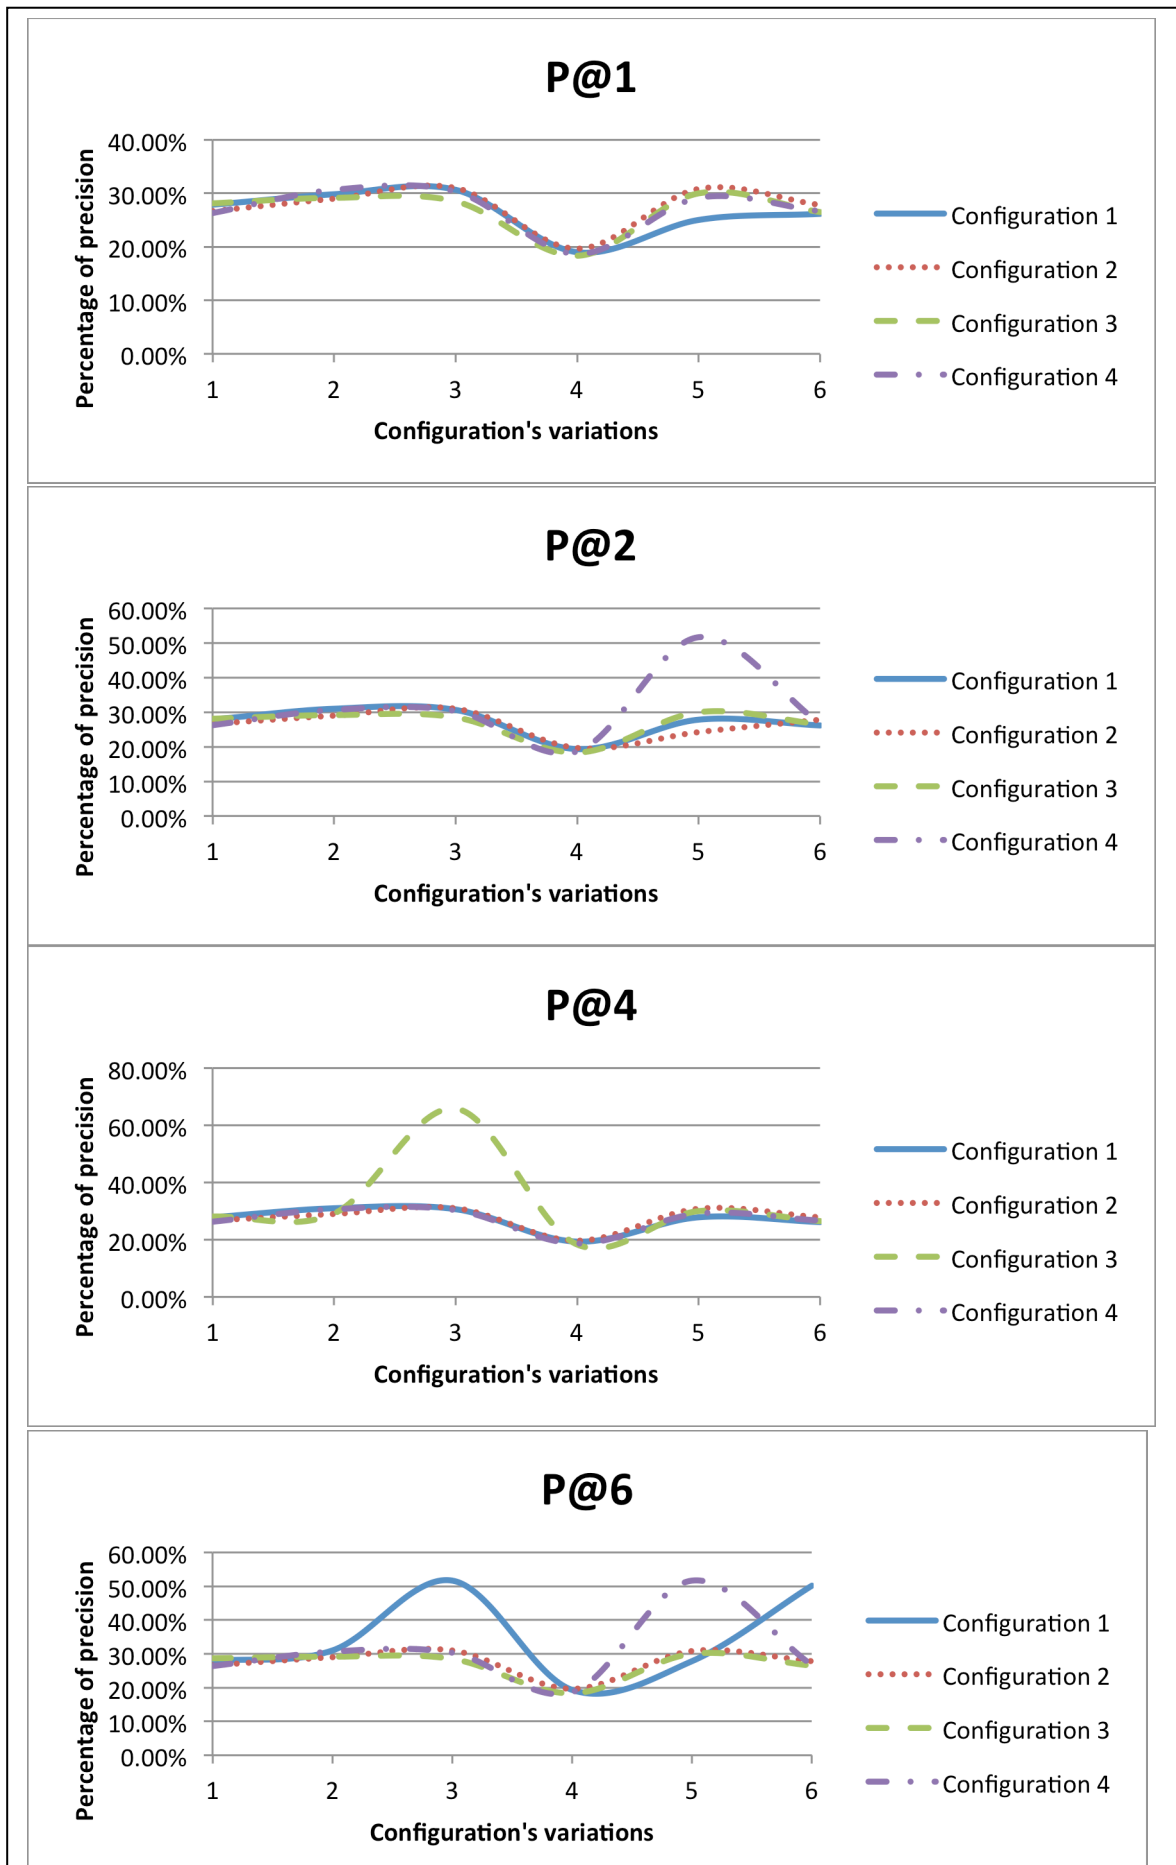 P@1
Percentage of precision
40.00%
30.00%
20.00%
10.00%
0.00%
1 2 3 4 5 6
Configuration's variations
Configuration 1
Configuration 2
Configuration 3
Configuration 4
P@2
Percentage of precision
60.00%
50.00%
40.00%
30.00%
20.00%
10.00%
0.00%
1 2 3 4 5 6
Configuration's variations
Configuration 1
Configuration 2
Configuration 3
Configuration 4
P@4
Percentage of precision
80.00%
60.00%
40.00%
20.00%
0.00%
1 2 3 4 5 6
Configuration's variations
Configuration 1
Configuration 2
Configuration 3
Configuration 4
P@6
Percentage of precision
60.00%
50.00%
40.00%
30.00%
20.00%
10.00%
0.00%
1 2 3 4 5 6
Configuration's variations
Configuration 1
Configuration 2
Configuration 3
Configuration 4